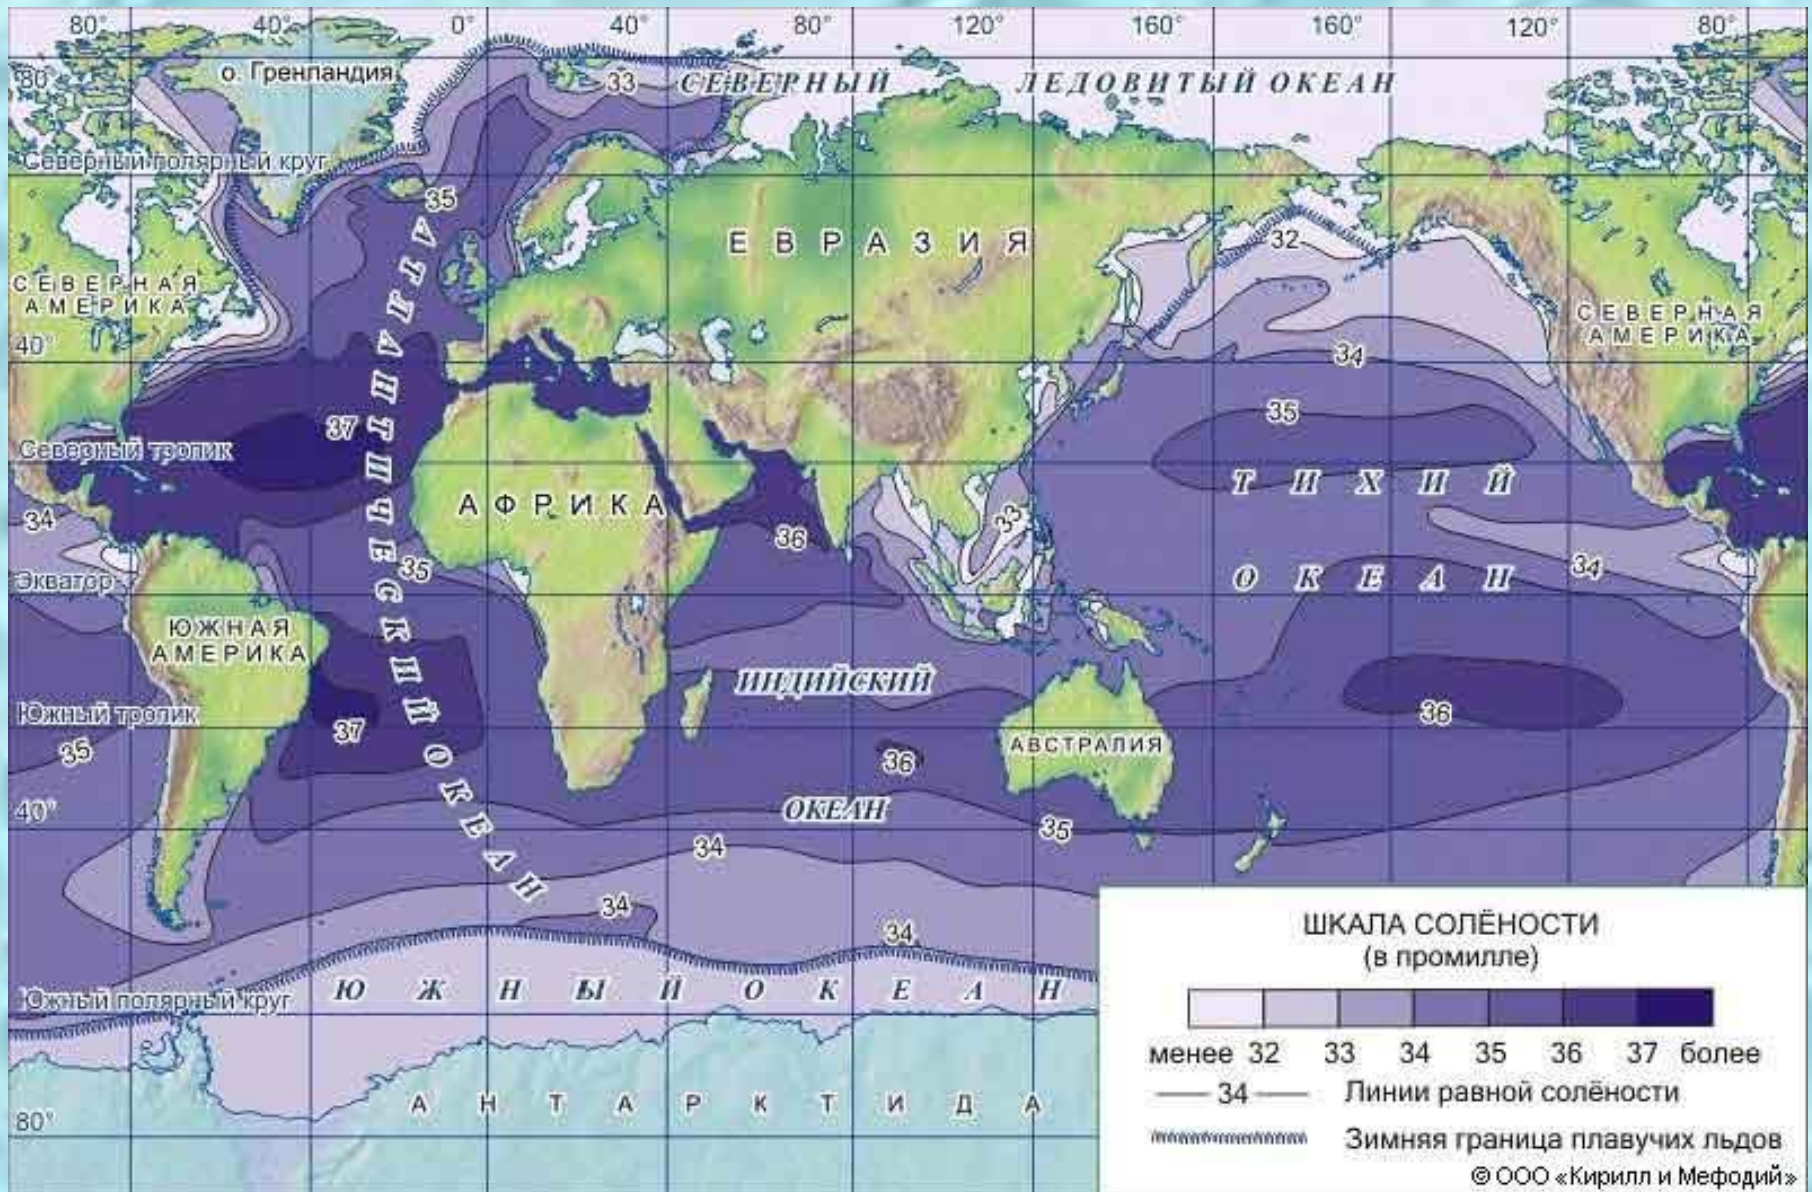 80° 40° 0° 40° 80° 120° 160° 160° 120° 80°
80
о. Гренландия
33
СЕВЕРНЫЙ ЛЕДОВИТЫЙ ОКЕАН
Северный полярный круг
35
ЕВРАЗИЯ
32
СЕВЕРНАЯ
АМЕРИКА
СЕВЕРНАЯ
АМЕРИКА
40°
34
АТЛАНТИЧЕСКИЙ ОКЕАН
37
35
Северный тропик
ТИХИЙ
АФРИКА
34
33
36
35
34
Экватор
ОКЕАН
ЮЖНАЯ
АМЕРИКА
ИНДИЙСКИЙ
Южный тропик
36
37
35
АВСТРАЛИЯ
36
40°
ОКЕАН
35
34
34
34
ЮЖНЫЙ ОКЕАН
Южный полярный круг
АНТАРКТИДА
80°
ШКАЛА СОЛЁНОСТИ
(в промилле)
менее 32 33 34 35 36 37 более
34 Линии равной солёности
Зимняя граница плавучих льдов
© ООО «Кирилл и Мефодий»